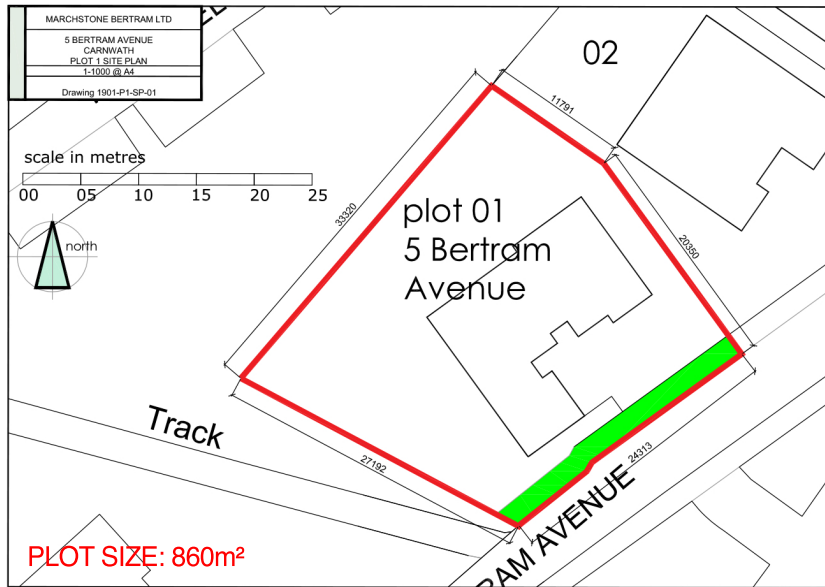 MARCHSTONE BERTRAM LTD
5 BERTRAM AVENUE
CARNWATH
PLOT 1 SITE PLAN
1-1000 @ A4
Drawing 1901-P1-SP-01
02
11791
scale in metres
00 05 10 15 20 25
north
33320
plot 01
5 Bertram
Avenue
20350
Track
27192
24313
RAM AVENUE
PLOT SIZE: 860m²